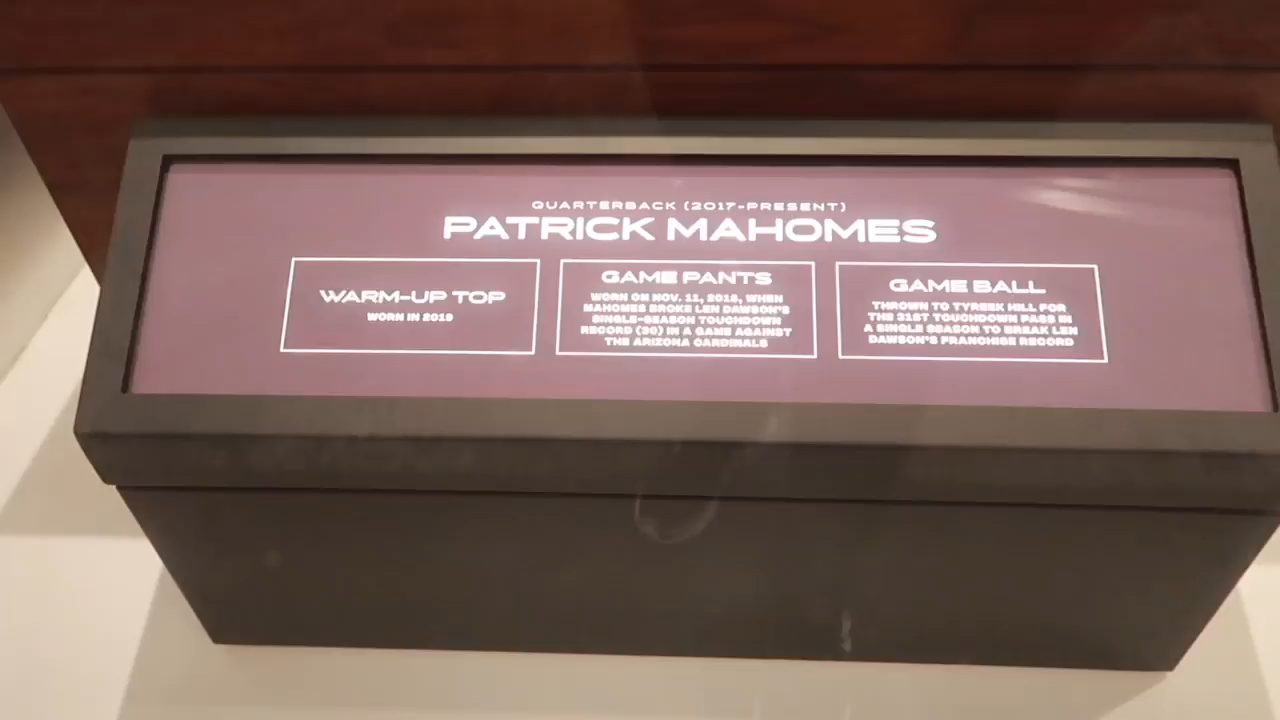 QUARTERBACK (2017-PRESENT)
PATRICK MAHOMES
WARM-UP TOP
WORN IN 2019
GAME PANTS
WORN ON NOV. 11, 2018, WHEN
MAHOMES BROKE LEN DAWSON'S
SINGLE-SEASON TOUCHDOWN
RECORD (30) IN A GAME AGAINST
THE ARIZONA CARDINALS
GAME BALL
THROWN TO TYREEK HILL FOR
THE 31ST TOUCHDOWN PASS IN
A SINGLE SEASON TO BREAK LEN
DAWSON'S FRANCHISE RECORD